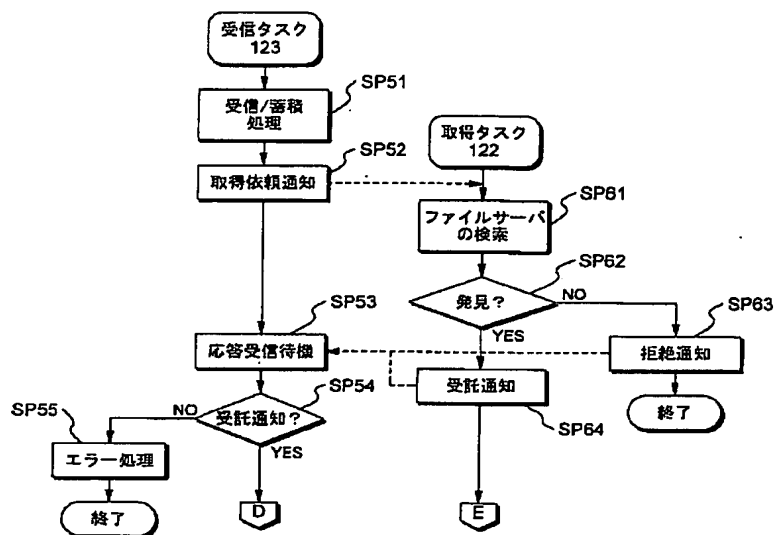 受信タスク
123
SP51
受信/蓄積
処理
取得タスク
122
SP52
取得依頼通知
SP61
ファイルサーバ
の検索
SP62
発見?
NO
YES
SP53
SP63
応答受信待機
拒絶通知
受託通知
SP54
SP55
NO
受託通知?
YES
SP64
終了
エラー処理
D
E
終了